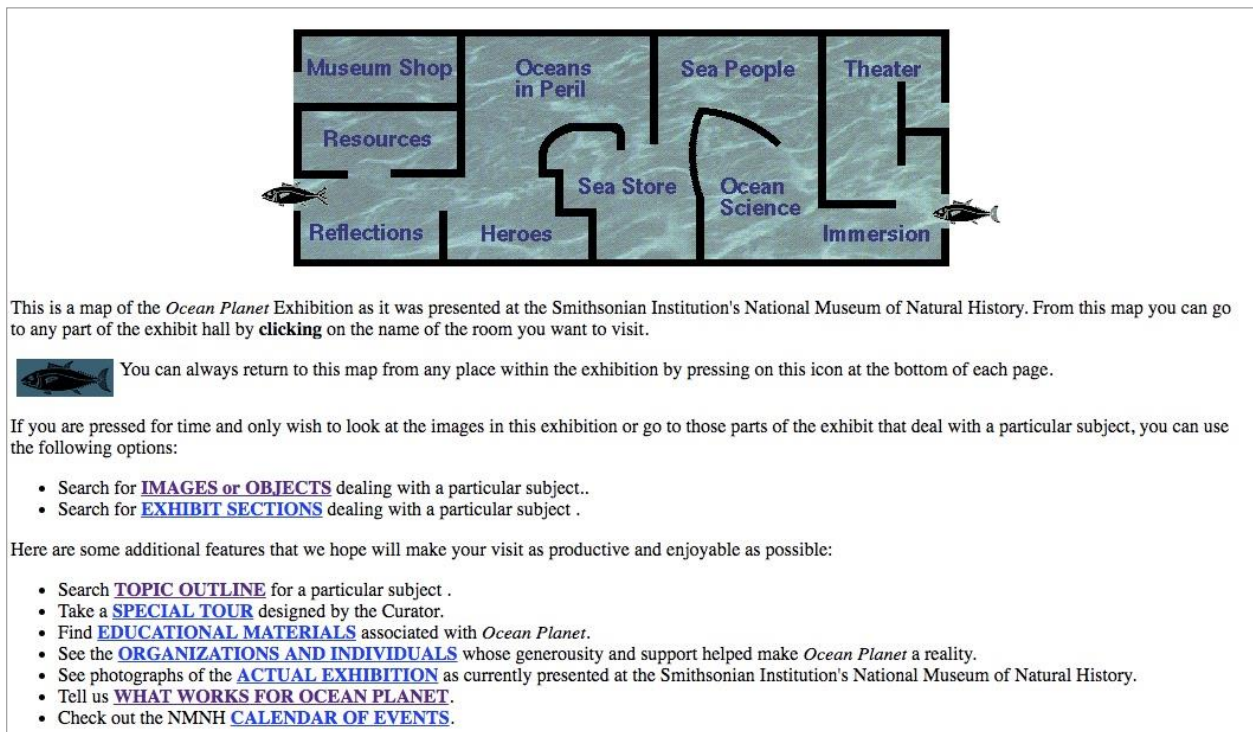 Museum Shop
Oceans
in Peril
Sea People
Theater
Resources
Sea Store
Ocean
Science
Reflections
Heroes
Immersion
This is a map of the Ocean Planet Exhibition as it was presented at the Smithsonian Institution's National Museum of Natural History. From this map you can go
to any part of the exhibit hall by clicking on the name of the room you want to visit.
You can always return to this map from any place within the exhibition by pressing on this icon at the bottom of each page.
If you are pressed for time and only wish to look at the images in this exhibition or go to those parts of the exhibit that deal with a particular subject, you can use
the following options:
• Search for IMAGES or OBJECTS dealing with a particular subject..
• Search for EXHIBIT SECTIONS dealing with a particular subject .
Here are some additional features that we hope will make your visit as productive and enjoyable as possible:
• Search TOPIC OUTLINE for a particular subject .
• Take a SPECIAL TOUR designed by the Curator.
• Find EDUCATIONAL MATERIALS associated with Ocean Planet.
• See the ORGANIZATIONS AND INDIVIDUALS whose generousity and support helped make Ocean Planet a reality.
• See photographs of the ACTUAL EXHIBITION as currently presented at the Smithsonian Institution's National Museum of Natural History.
• Tell us WHAT WORKS FOR OCEAN PLANET.
• Check out the NMNH CALENDAR OF EVENTS.